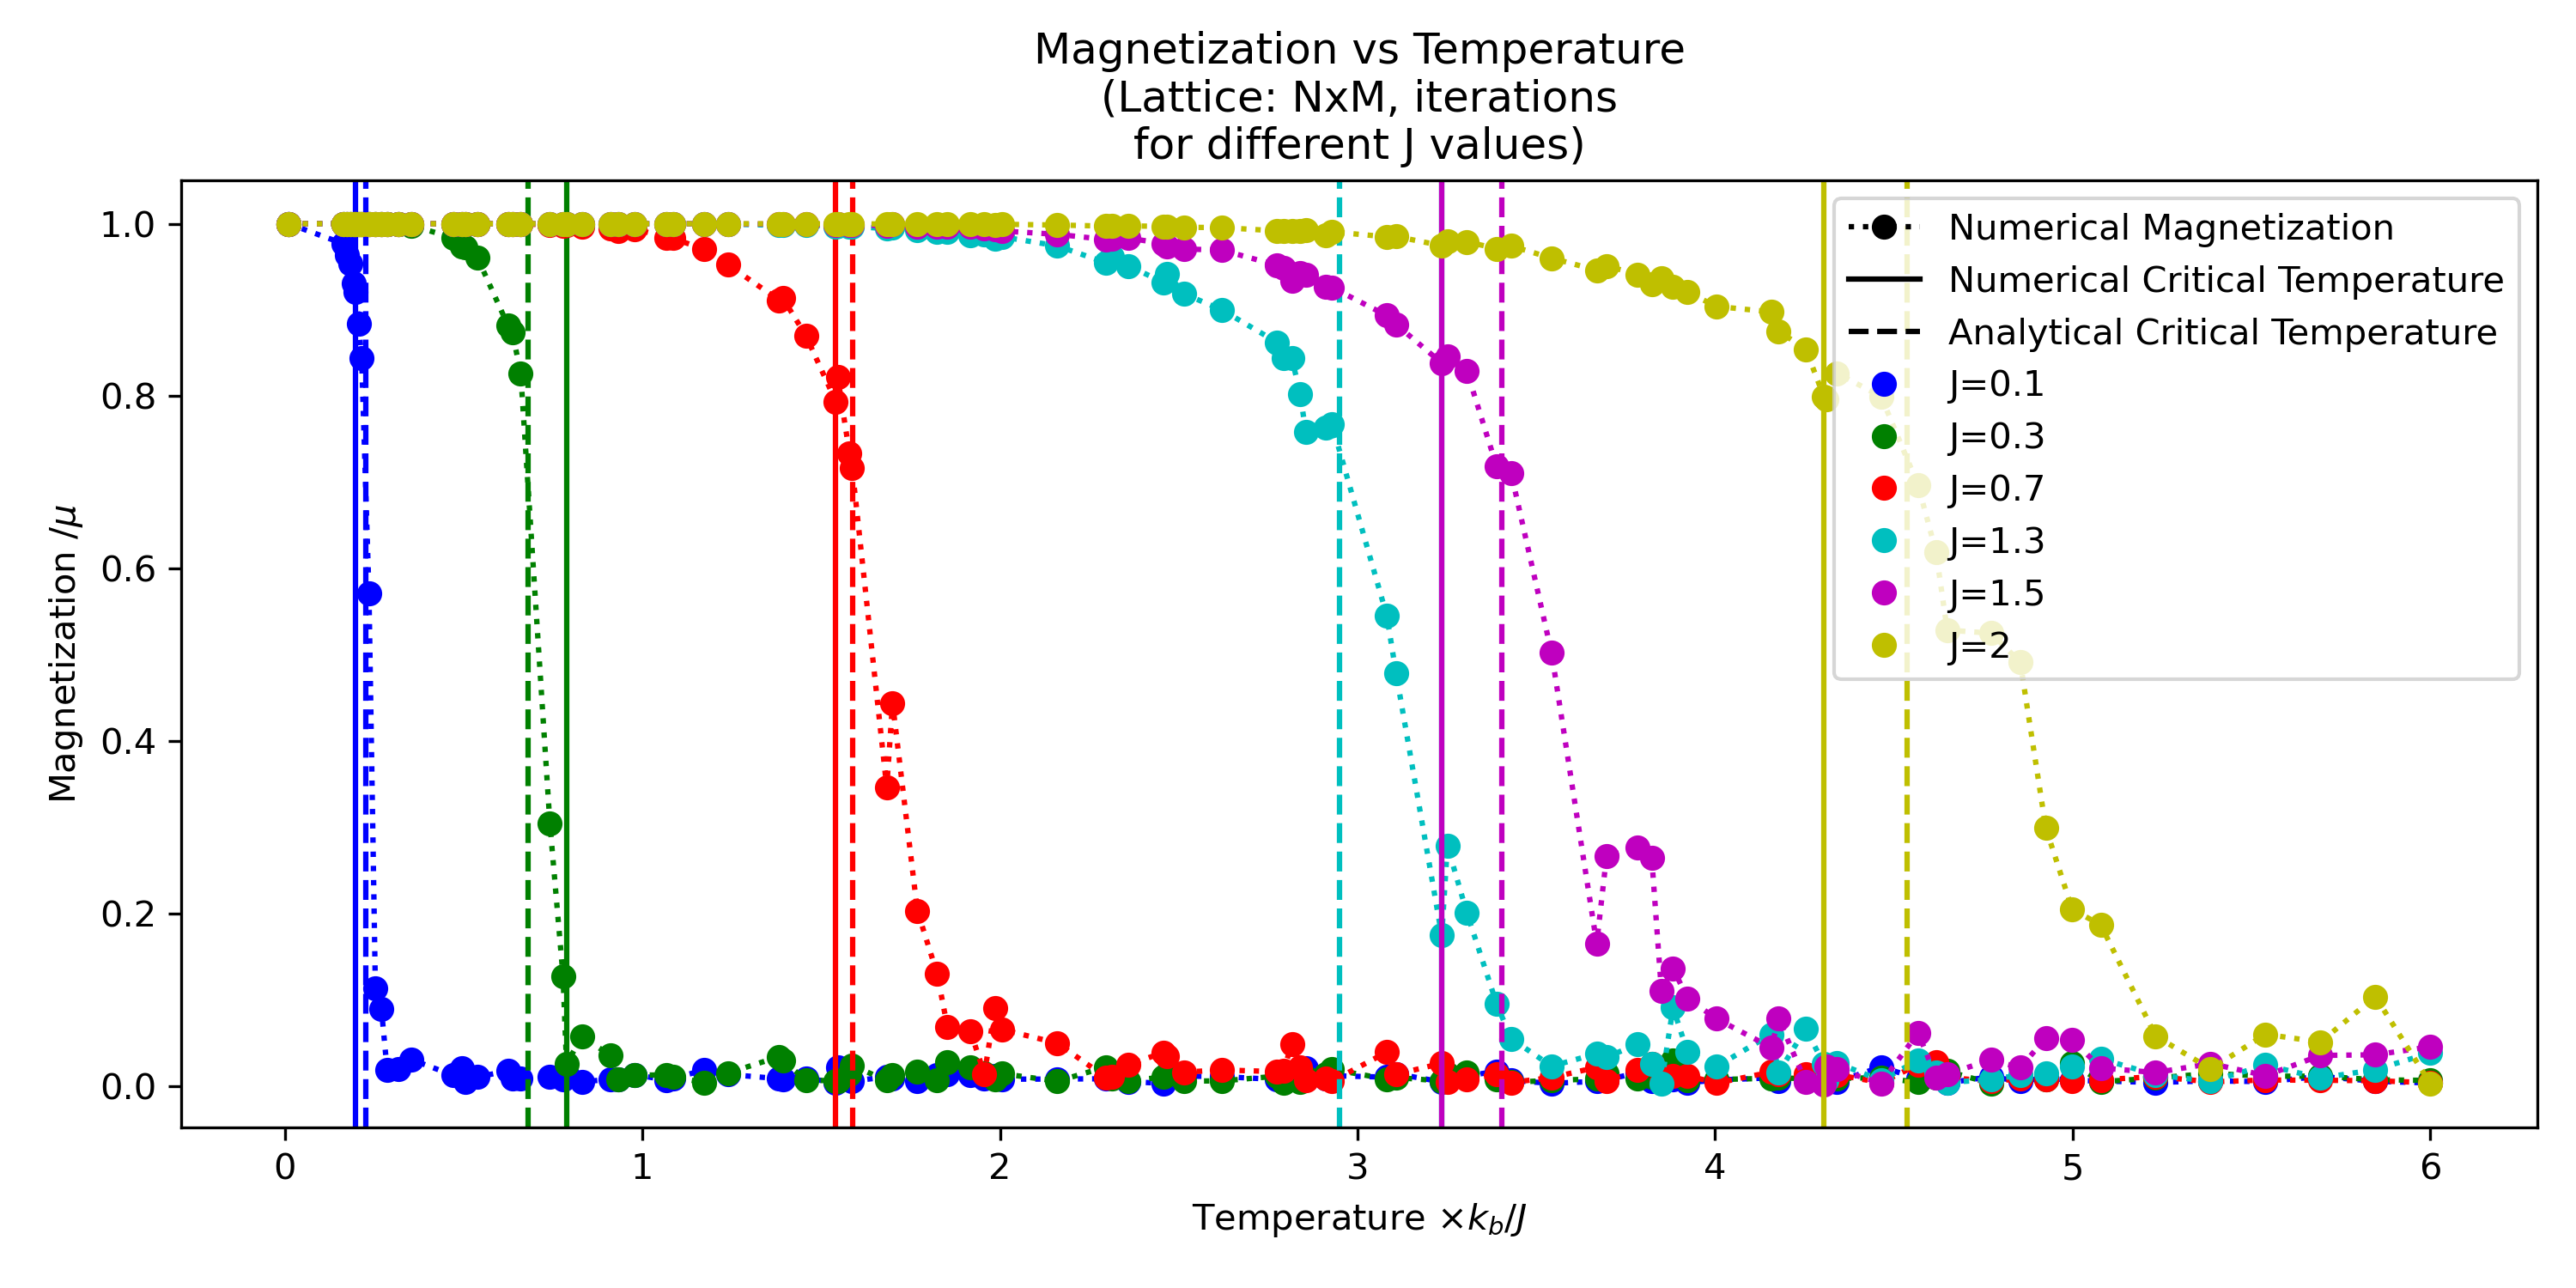 Magnetization vs Temperature
(Lattice: NxM, iterations
for different J values)
Magnetization /μ
1.0
0.8
0.6
0.4
0.2
0.0
Numerical Magnetization
Numerical Critical Temperature
Analytical Critical Temperature
J=0.1
J=0.3
J=0.7
J=1.3
J=1.5
J=2
0 1 2 3 4 5 6
Temperature ×k_b/J